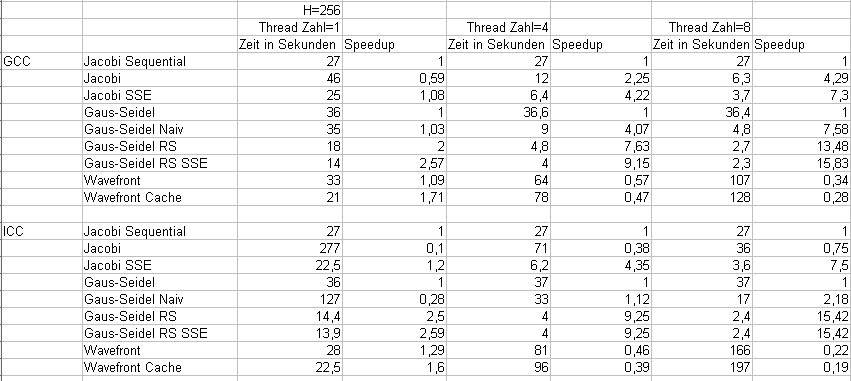 H=256
Thread Zahl=1 Thread Zahl=4 Thread Zahl=8
Zeit in Sekunden Speedup Zeit in Sekunden Speedup Zeit in Sekunden Speedup
GCC Jacobi Sequential 27 1 27 1 27 1
Jacobi 46 0,59 12 2,25 6,3 4,29
Jacobi SSE 25 1,08 6,4 4,22 3,7 7,3
Gaus-Seidel 36 1 36,6 1 36,4 1
Gaus-Seidel Naiv 35 1,03 9 4,07 4,8 7,58
Gaus-Seidel RS 18 2 4,8 7,63 2,7 13,48
Gaus-Seidel RS SSE 14 2,57 4 9,15 2,3 15,83
Wavefront 33 1,09 64 0,57 107 0,34
Wavefront Cache 21 1,71 78 0,47 128 0,28
ICC Jacobi Sequential 27 1 27 1 27 1
Jacobi 277 0,1 71 0,38 36 0,75
Jacobi SSE 22,5 1,2 6,2 4,35 3,6 7,5
Gaus-Seidel 36 1 37 1 37 1
Gaus-Seidel Naiv 127 0,28 33 1,12 17 2,18
Gaus-Seidel RS 14,4 2,5 4 9,25 2,4 15,42
Gaus-Seidel RS SSE 13,9 2,59 4 9,25 2,4 15,42
Wavefront 28 1,29 81 0,46 166 0,22
Wavefront Cache 22,5 1,6 96 0,39 197 0,19